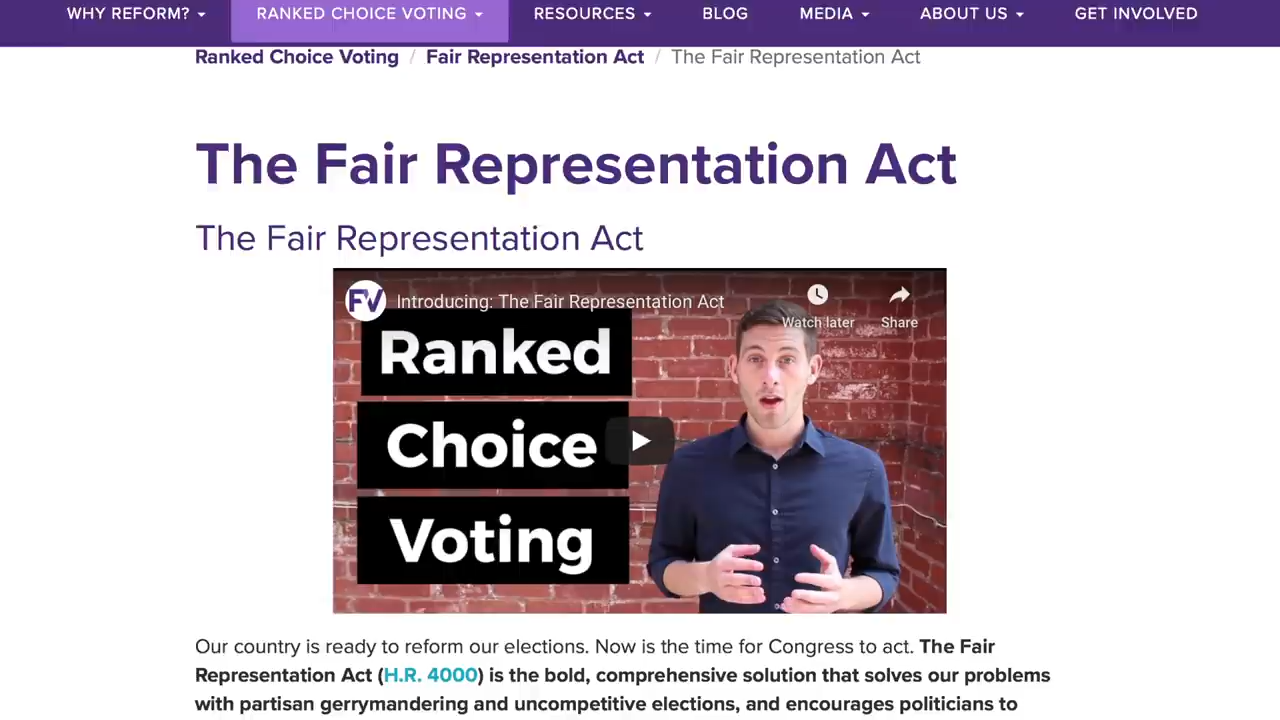 WHY REFORM? RANKED CHOICE VOTING RESOURCES BLOG MEDIA ABOUT US GET INVOLVED
Ranked Choice Voting / Fair Representation Act / The Fair Representation Act
The Fair Representation Act
The Fair Representation Act
FV Introducing: The Fair Representation Act
Watch later Share
Ranked
Choice
Voting
Our country is ready to reform our elections. Now is the time for Congress to act. The Fair
Representation Act (H.R. 4000) is the bold, comprehensive solution that solves our problems
with partisan gerrymandering and uncompetitive elections, and encourages politicians to